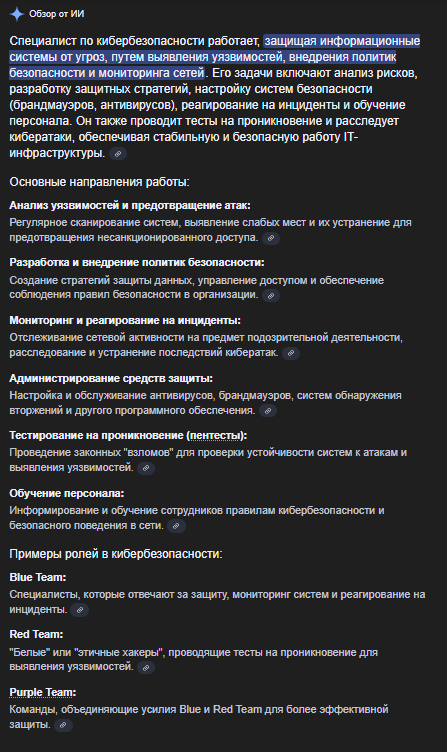 Обзор от ИИ
Специалист по кибербезопасности работает, защищая информационные
системы от угроз, путем выявления уязвимостей, внедрения политик
безопасности и мониторинга сетей. Его задачи включают анализ рисков,
разработку защитных стратегий, настройку систем безопасности
(брандмауэров, антивирусов), реагирование на инциденты и обучение
персонала. Он также проводит тесты на проникновение и расследует
кибератаки, обеспечивая стабильную и безопасную работу IT-
инфраструктуры.
Основные направления работы:
Анализ уязвимостей и предотвращение атак:
Регулярное сканирование систем, выявление слабых мест и их устранение для
предотвращения несанкционированного доступа.
Разработка и внедрение политик безопасности:
Создание стратегий защиты данных, управление доступом и обеспечение
соблюдения правил безопасности в организации.
Мониторинг и реагирование на инциденты:
Отслеживание сетевой активности на предмет подозрительной деятельности,
расследование и устранение последствий кибератак.
Администрирование средств защиты:
Настройка и обслуживание антивирусов, брандмауэров, систем обнаружения
вторжений и другого программного обеспечения.
Тестирование на проникновение (пентесты):
Проведение законных "взломов" для проверки устойчивости систем к атакам и
выявления уязвимостей.
Обучение персонала:
Информирование и обучение сотрудников правилам кибербезопасности и
безопасного поведения в сети.
Примеры ролей в кибербезопасности:
Blue Team:
Специалисты, которые отвечают за защиту, мониторинг систем и реагирование на
инциденты.
Red Team:
"Белые" или "этичные хакеры", проводящие тесты на проникновение для
выявления уязвимостей.
Purple Team:
Команды, объединяющие усилия Blue и Red Team для более эффективной
защиты.